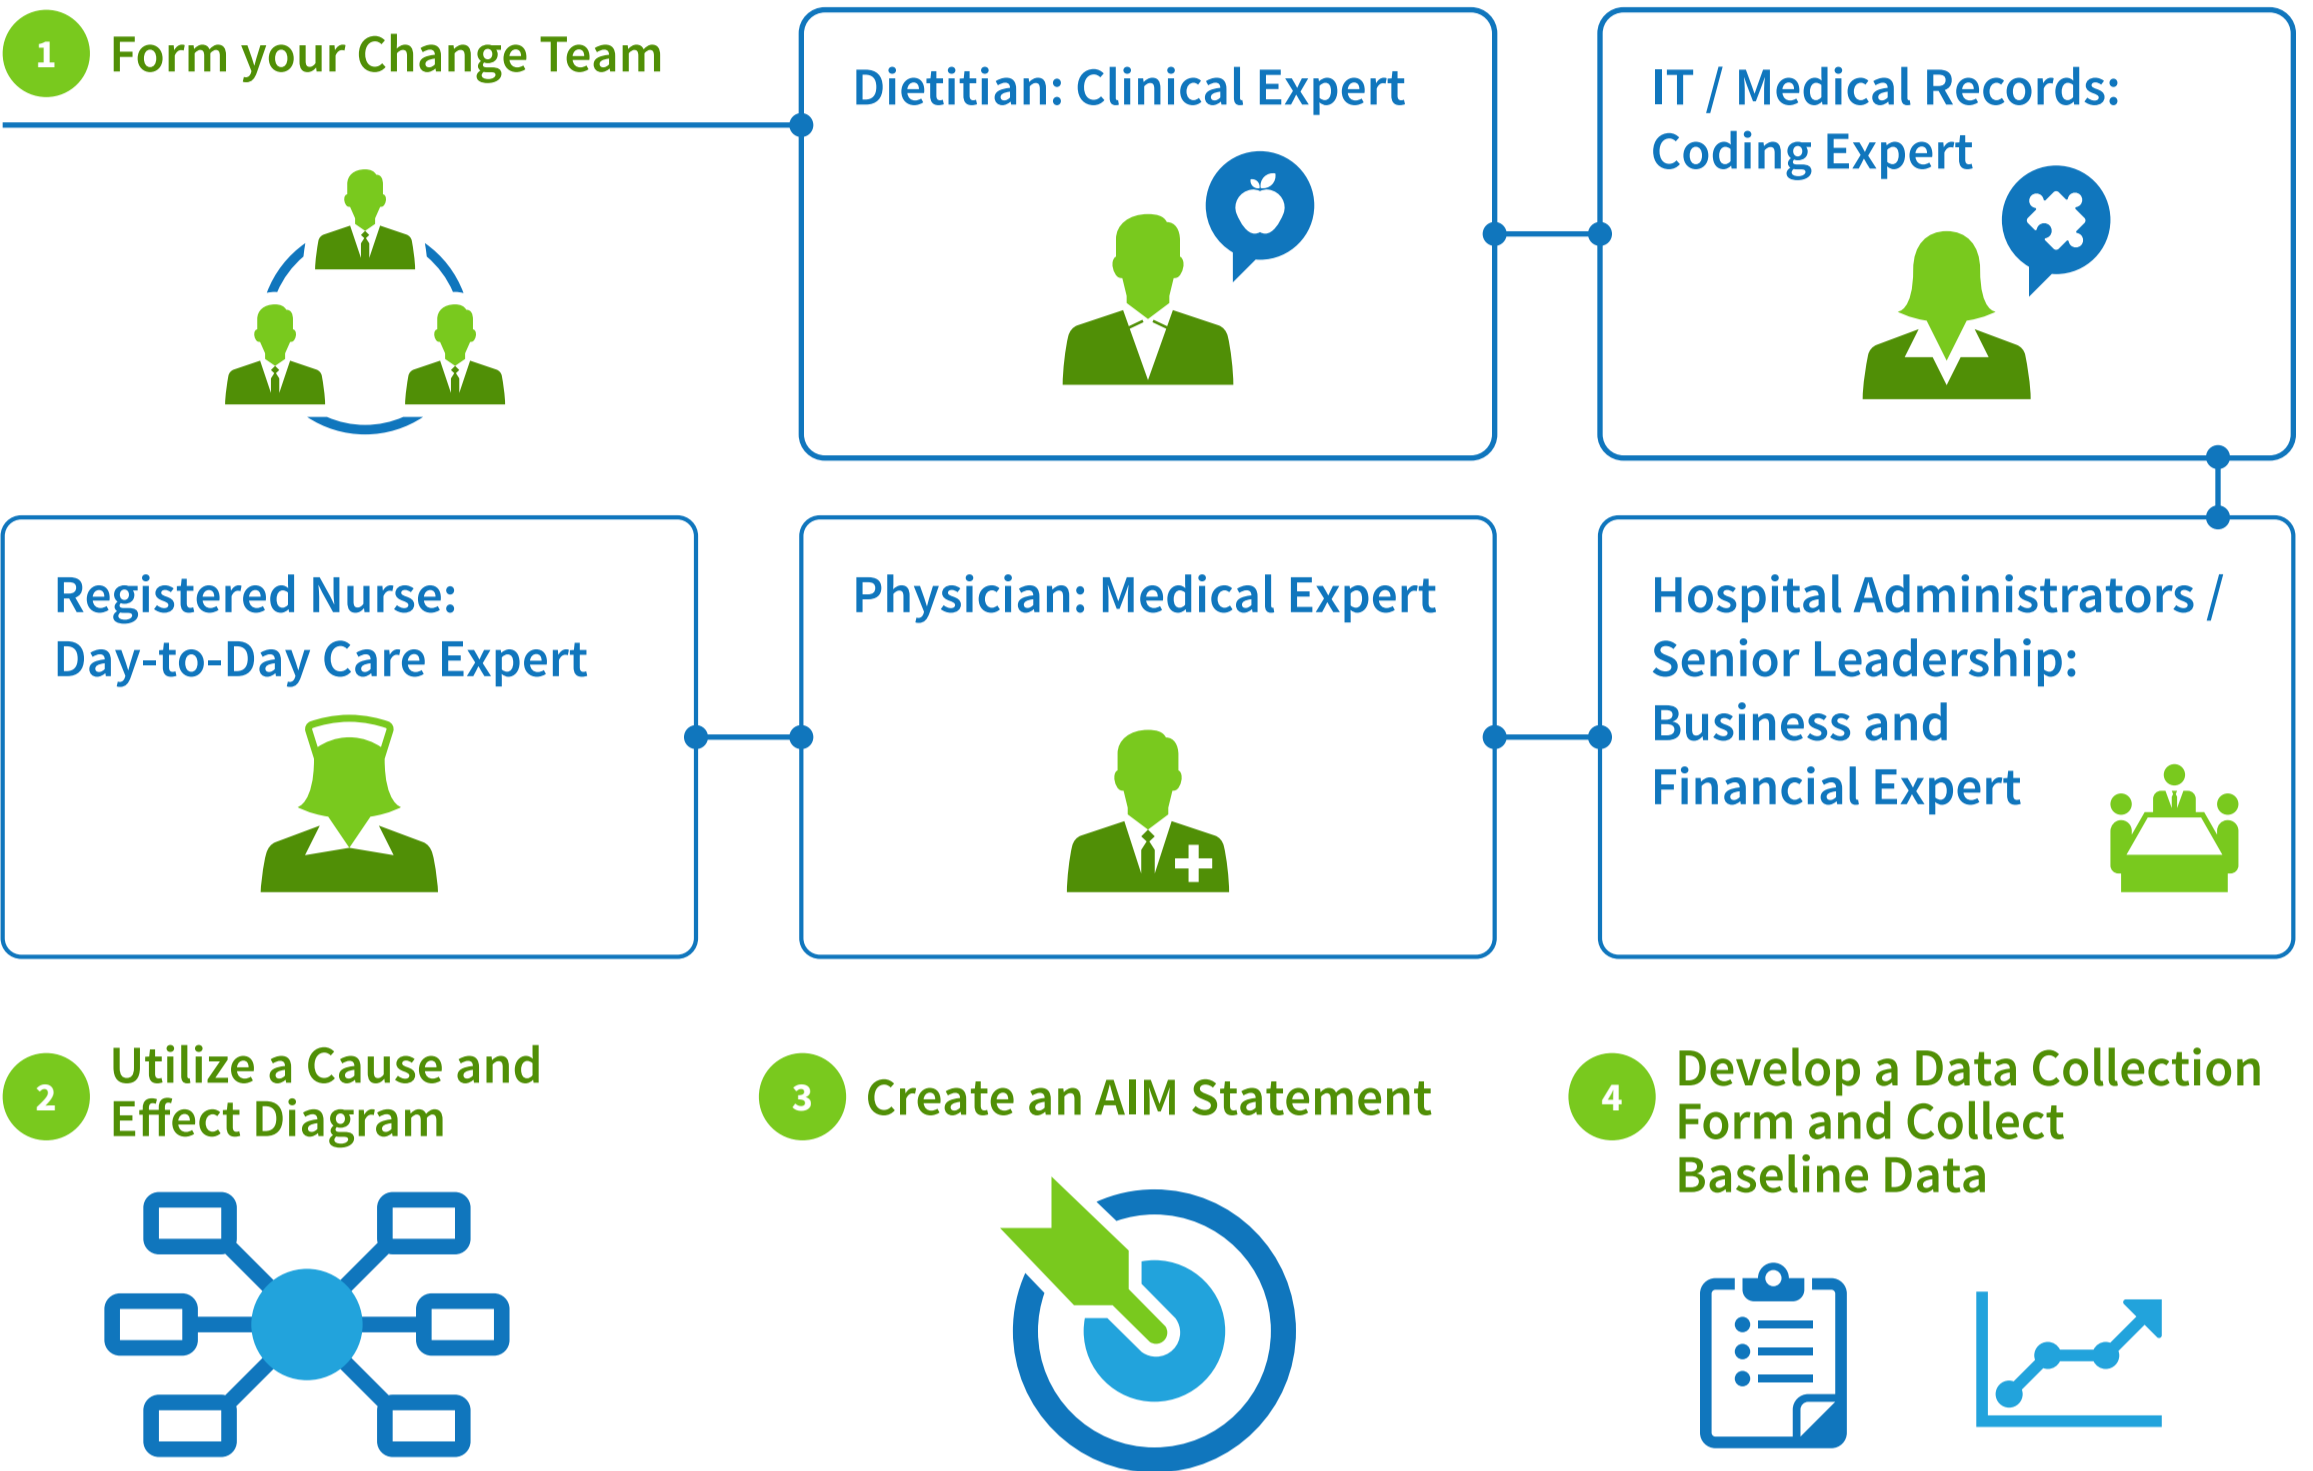 1
Form your Change Team
Dietitian: Clinical Expert
IT / Medical Records:
Coding Expert
Registered Nurse:
Day-to-Day Care Expert
Physician: Medical Expert
Hospital Administrators /
Senior Leadership:
Business and
Financial Expert
2
Utilize a Cause and
Effect Diagram
3
Create an AIM Statement
4
Develop a Data Collection
Form and Collect
Baseline Data